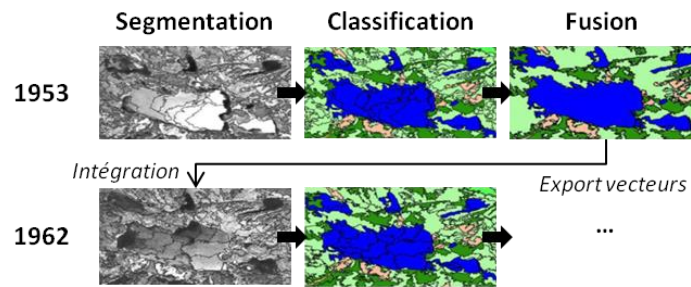 Segmentation Classification Fusion
1953
Intégration
Export vecteurs
1962
...